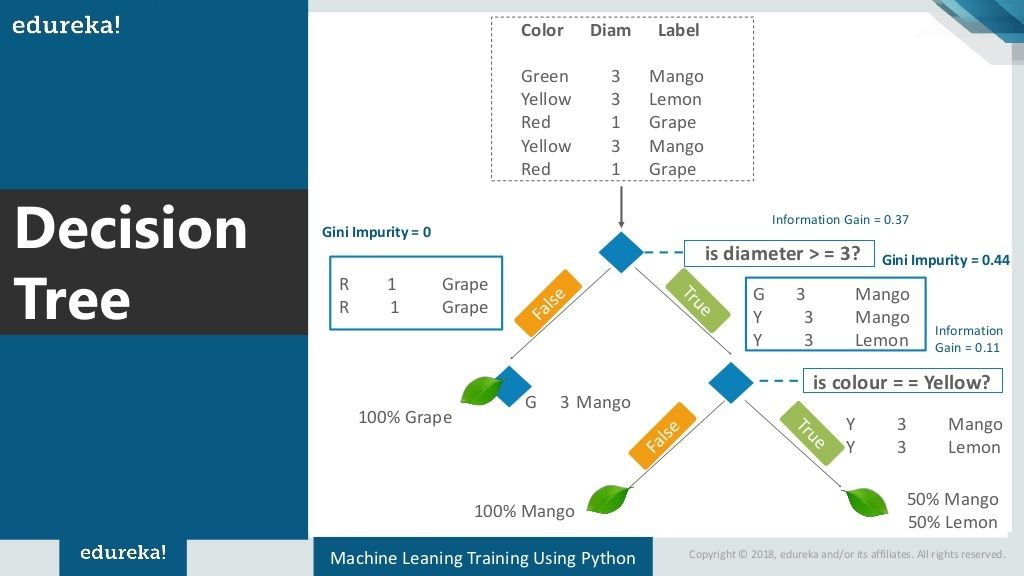 edureka!
Decision
Tree
Color Diam Label
Green 3 Mango
Yellow 3 Lemon
Red 1 Grape
Yellow 3 Mango
Red 1 Grape
Information Gain = 0.37
Gini Impurity = 0
is diameter > = 3?
Gini Impurity = 0.44
R 1 Grape
R 1 Grape
False
True
G 3 Mango
Y 3 Mango
Y 3 Lemon
Information
Gain = 0.11
is colour = = Yellow?
100% Grape
G 3 Mango
False
True
Y 3 Mango
Y 3 Lemon
100% Mango
50% Mango
50% Lemon
edureka!
Machine Leaning Training Using Python
Copyright © 2018, edureka and/or its affiliates. All rights reserved.